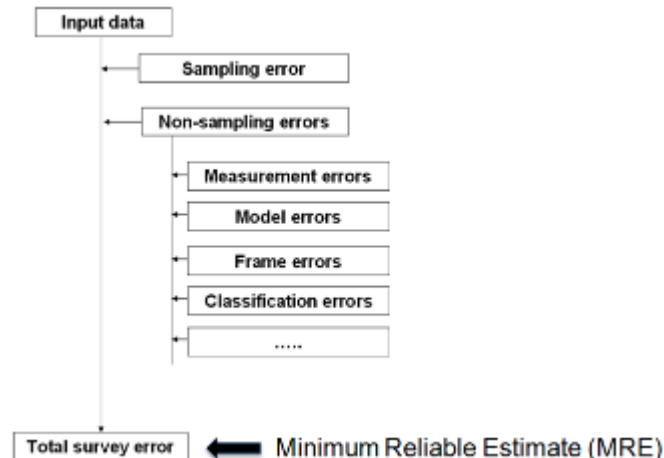 Input data
Sampling error
Non-sampling errors
Measurement errors
Model errors
Frame errors
Classification errors
.....
Total survey error
Minimum Reliable Estimate (MRE)